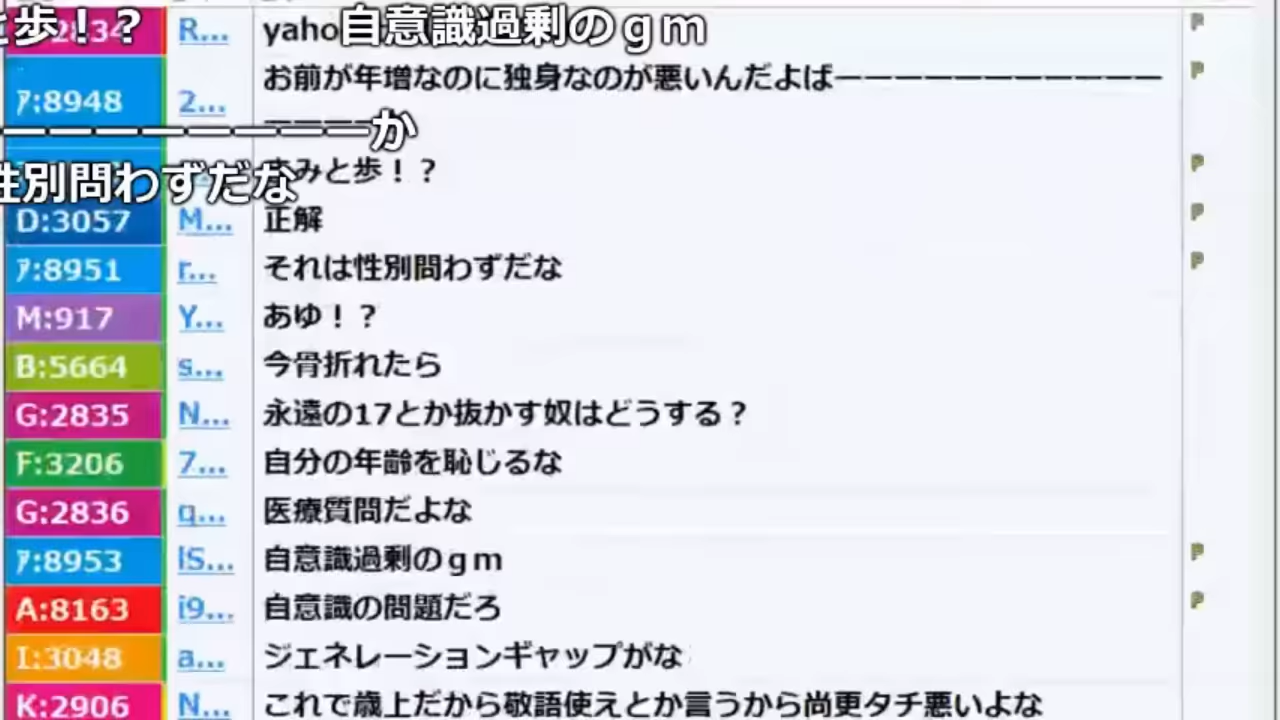 と歩！？
自意識過剰のｇｍ
2834 R... yaho
ｱ:8948 2... お前が年増なのに独身なのが悪いんだよばーーーーーーーーーーー
ーーーーーーーーーか
性別問わずだな
すみと歩！？
D:3057 M... 正解
ｱ:8951 r... それは性別問わずだな
M:917 Y... あゆ！？
B:5664 s... 今骨折れたら
G:2835 N... 永遠の17とか抜かす奴はどうする？
F:3206 7... 自分の年齢を恥じるな
G:2836 q... 医療質問だよな
ｱ:8953 lS... 自意識過剰のｇｍ
A:8163 i9... 自意識の問題だろ
I:3048 a... ジェネレーションギャップがな
K:2906 N... これで歳上だから敬語使えとか言うから尚更タチ悪いよな